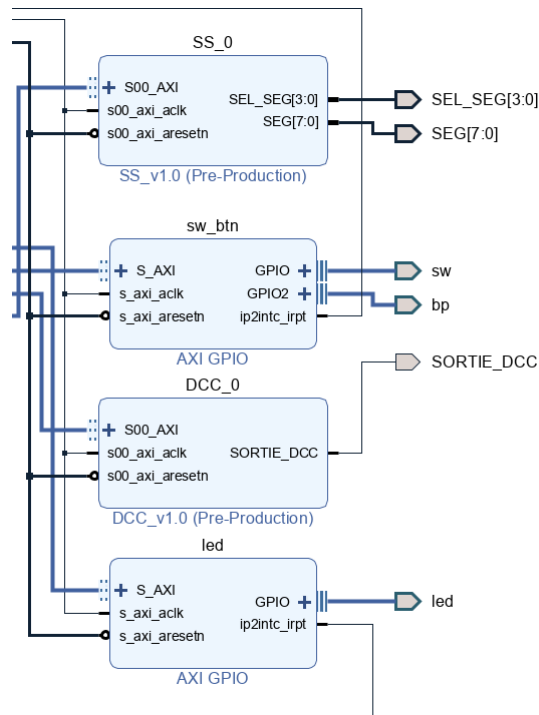 SS_0
S00_AXI
s00_axi_aclk
s00_axi_aresetn
SEL_SEG[3:0]
SEG[7:0]
SEL_SEG[3:0]
SEG[7:0]
SS_v1.0 (Pre-Production)
sw_btn
S_AXI
s_axi_aclk
s_axi_aresetn
GPIO
GPIO2
ip2intc_irpt
sw
bp
AXI GPIO
SORTIE_DCC
DCC_0
S00_AXI
s00_axi_aclk
s00_axi_aresetn
SORTIE_DCC
DCC_v1.0 (Pre-Production)
led
S_AXI
s_axi_aclk
s_axi_aresetn
GPIO
ip2intc_irpt
led
AXI GPIO